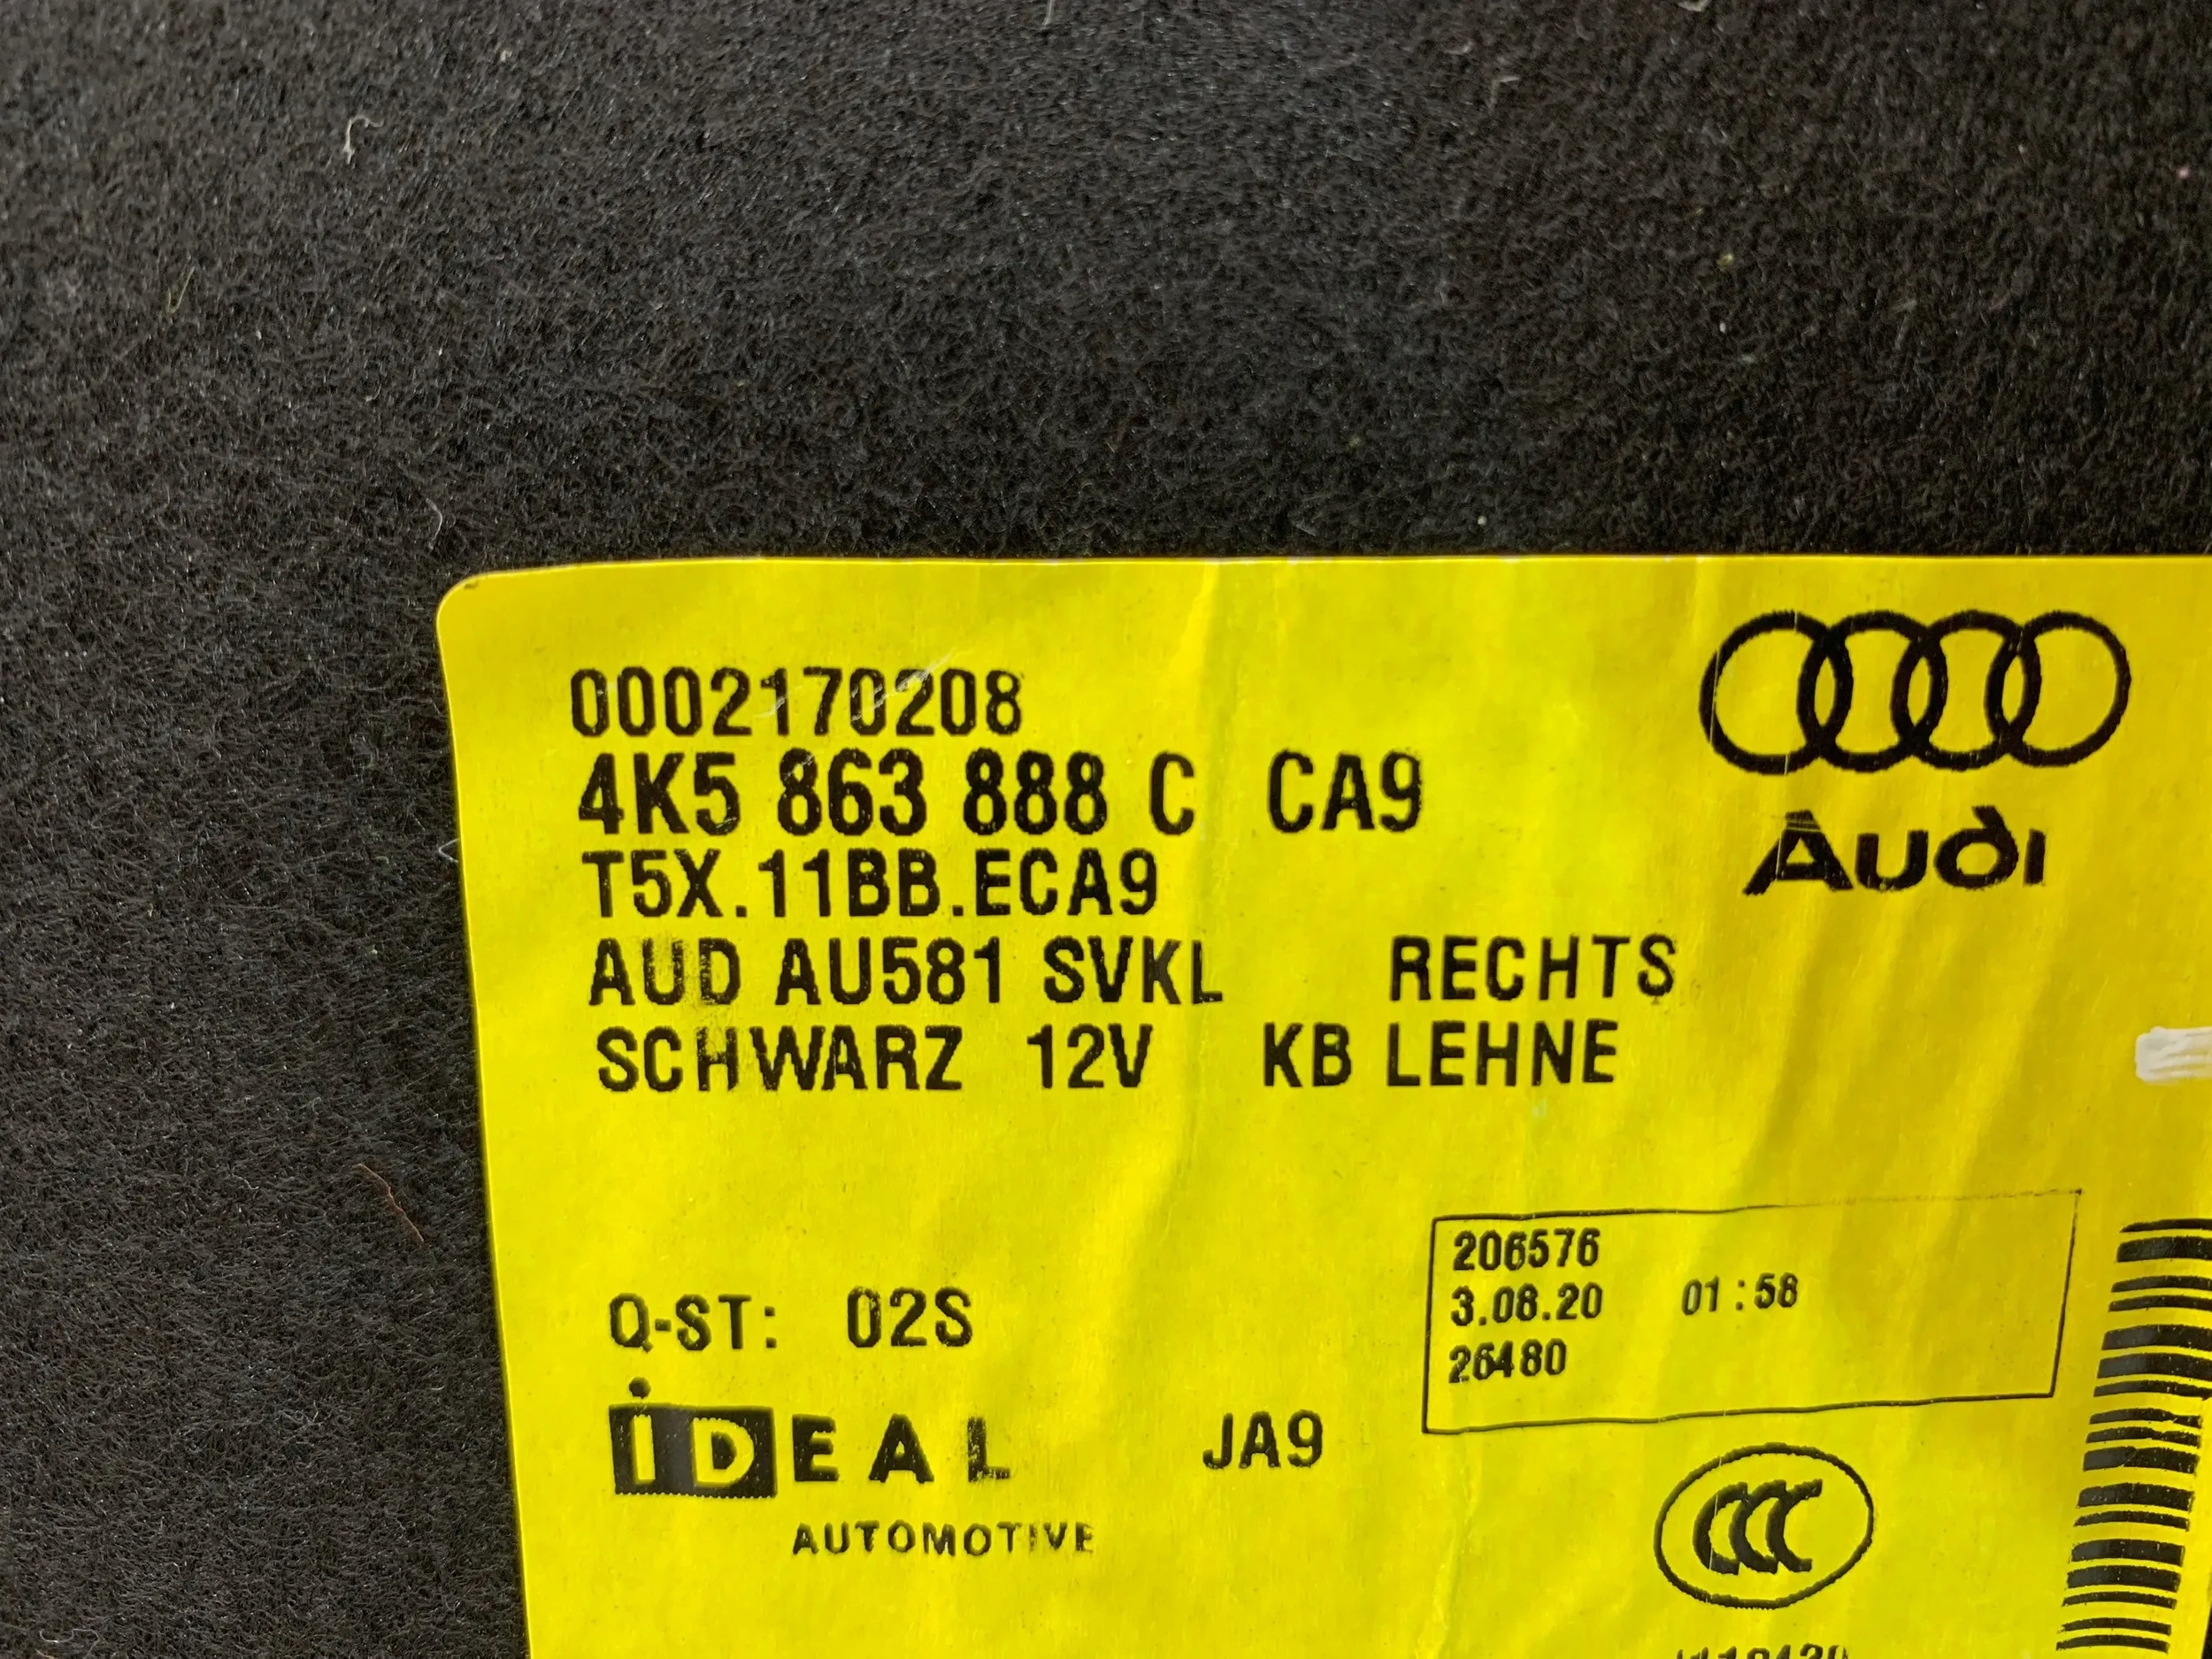 0002170208
4K5 863 888 C CA9
Audi
T5X.11BB.ECA9
AUD AU581 SVKL RECHTS
SCHWARZ 12V KB LEHNE
206576
3.08.20 01:58
26480
Q-ST: 02S
iDEAL JA9
AUTOMOTIVE
CCC